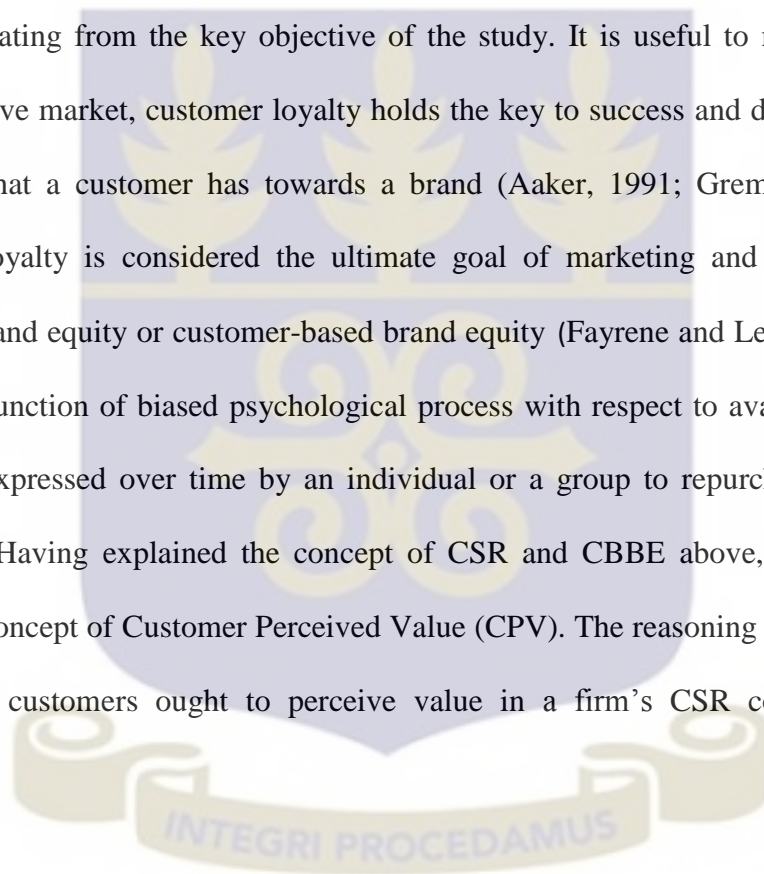 ating from the key objective of the study. It is useful to
ve market, customer loyalty holds the key to success and
hat a customer has towards a brand (Aaker, 1991; Grem
oyalty is considered the ultimate goal of marketing and
and equity or customer-based brand equity (Fayrene and Le
unction of biased psychological process with respect to ava
xpressed over time by an individual or a group to repurch
Having explained the concept of CSR and CBBE above,
oncept of Customer Perceived Value (CPV). The reasoning
customers ought to perceive value in a firm's CSR co
INTEGRI PROCEDAMUS